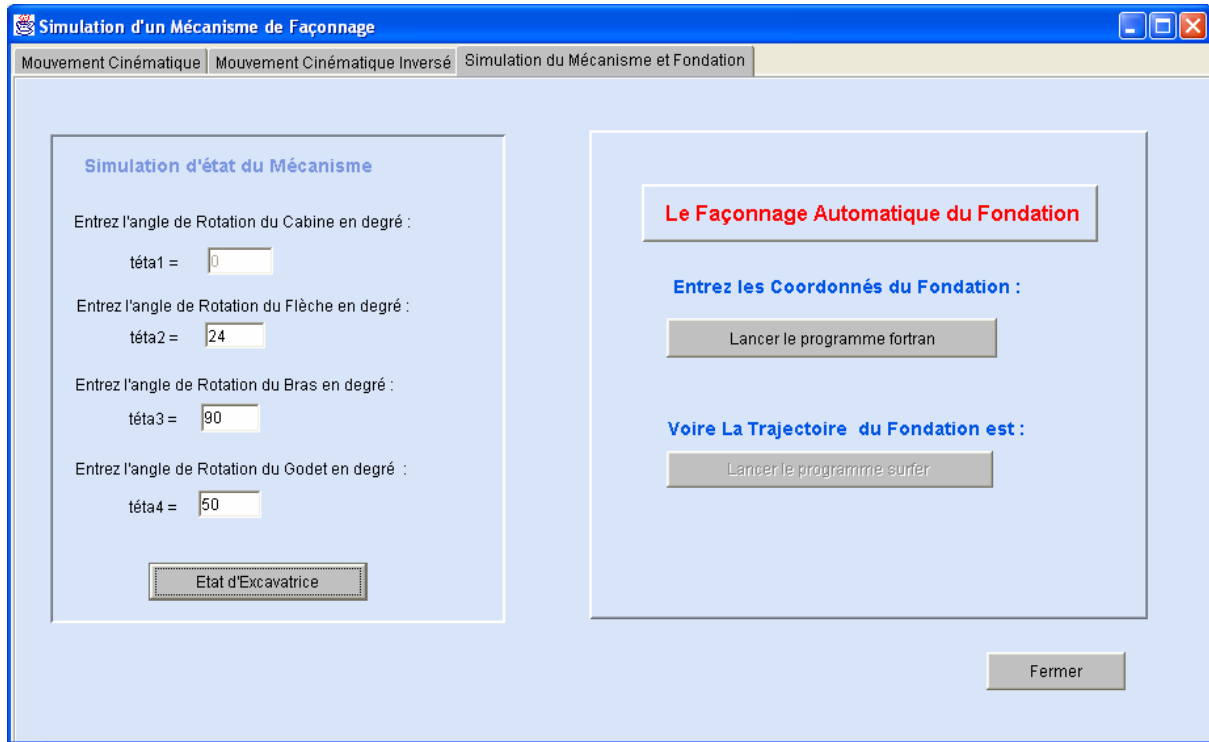 Simulation d'un Mécanisme de Façonnage
Mouvement Cinématique
Mouvement Cinématique Inversé
Simulation du Mécanisme et Fondation
Simulation d'état du Mécanisme
Entrez l'angle de Rotation du Cabine en degré :
téta1 = 0
Entrez l'angle de Rotation du Flèche en degré :
téta2 = 24
Entrez l'angle de Rotation du Bras en degré :
téta3 = 90
Entrez l'angle de Rotation du Godet en degré :
téta4 = 50
Etat d'Excavatrice
Le Façonnage Automatique du Fondation
Entrez les Coordonnés du Fondation :
Lancer le programme fortran
Voire La Trajectoire du Fondation est :
Lancer le programme surfer
Fermer